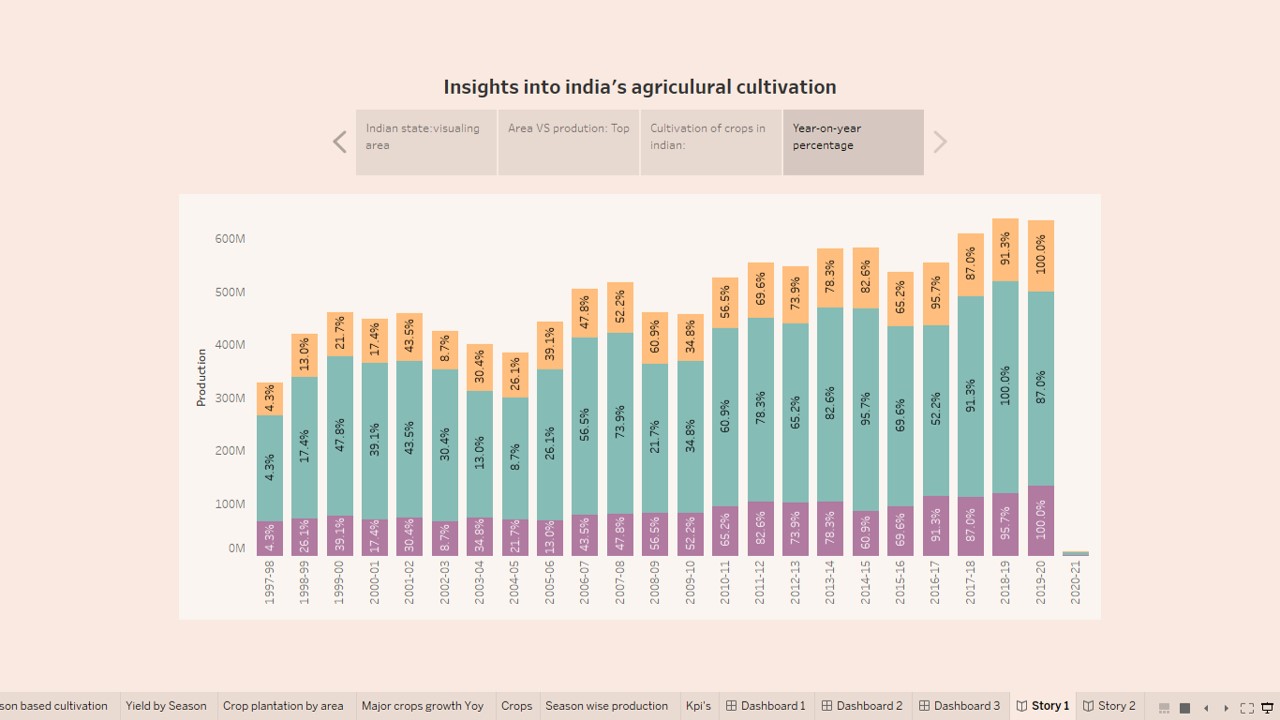 Insights into india's agriculural cultivation
Indian state:visualing
area
Area VS prodution: Top
Cultivation of crops in
indian:
Year-on-year
percentage
Production
600M
500M
400M
300M
200M
100M
0M
4.3% 13.0% 21.7% 17.4% 43.5% 8.7% 30.4% 26.1% 39.1% 47.8% 52.2% 60.9% 34.8% 56.5% 69.6% 73.9% 78.3% 82.6% 65.2% 95.7% 87.0% 91.3% 100.0%
4.3% 17.4% 47.8% 39.1% 43.5% 30.4% 13.0% 8.7% 26.1% 56.5% 73.9% 21.7% 34.8% 60.9% 78.3% 65.2% 82.6% 95.7% 69.6% 52.2% 91.3% 100.0% 87.0%
4.3% 26.1% 39.1% 17.4% 30.4% 8.7% 34.8% 21.7% 13.0% 43.5% 47.8% 56.5% 52.2% 65.2% 82.6% 73.9% 78.3% 60.9% 69.6% 91.3% 87.0% 95.7% 100.0%
1997-98 1998-99 1999-00 2000-01 2001-02 2002-03 2003-04 2004-05 2005-06 2006-07 2007-08 2008-09 2009-10 2010-11 2011-12 2012-13 2013-14 2014-15 2015-16 2016-17 2017-18 2018-19 2019-20 2020-21
son based cultivation Yield by Season Crop plantation by area Major crops growth Yoy Crops Season wise production Kpi's Dashboard 1 Dashboard 2 Dashboard 3 Story 1 Story 2